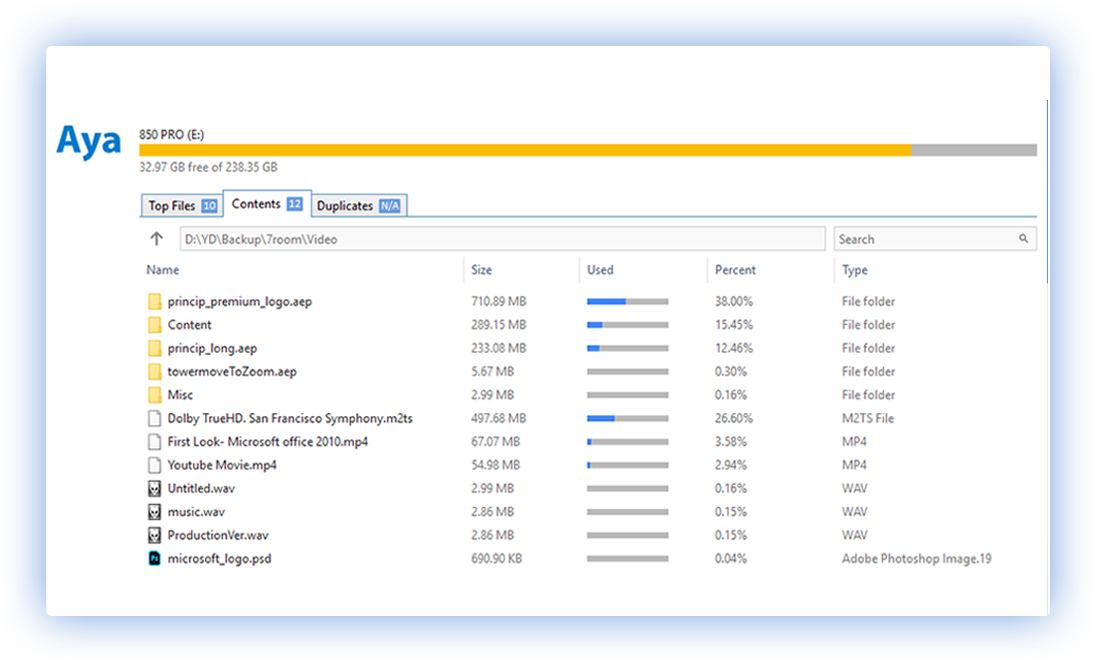 Aya
850 PRO (E:)
32.97 GB free of 238.35 GB
Top Files 10 Contents 12 Duplicates N/A
D:\YD\Backup\7room\Video Search
Name Size Used Percent Type
princip_premium_logo.aep 710.89 MB 38.00% File folder
Content 289.15 MB 15.45% File folder
princip_long.aep 233.08 MB 12.46% File folder
towermoveToZoom.aep 5.67 MB 0.30% File folder
Misc 2.99 MB 0.16% File folder
Dolby TrueHD. San Francisco Symphony.m2ts 497.68 MB 26.60% M2TS File
First Look- Microsoft office 2010.mp4 67.07 MB 3.58% MP4
Youtube Movie.mp4 54.98 MB 2.94% MP4
Untitled.wav 2.99 MB 0.16% WAV
music.wav 2.86 MB 0.15% WAV
ProductionVer.wav 2.86 MB 0.15% WAV
Ps microsoft_logo.psd 690.90 KB 0.04% Adobe Photoshop Image.19